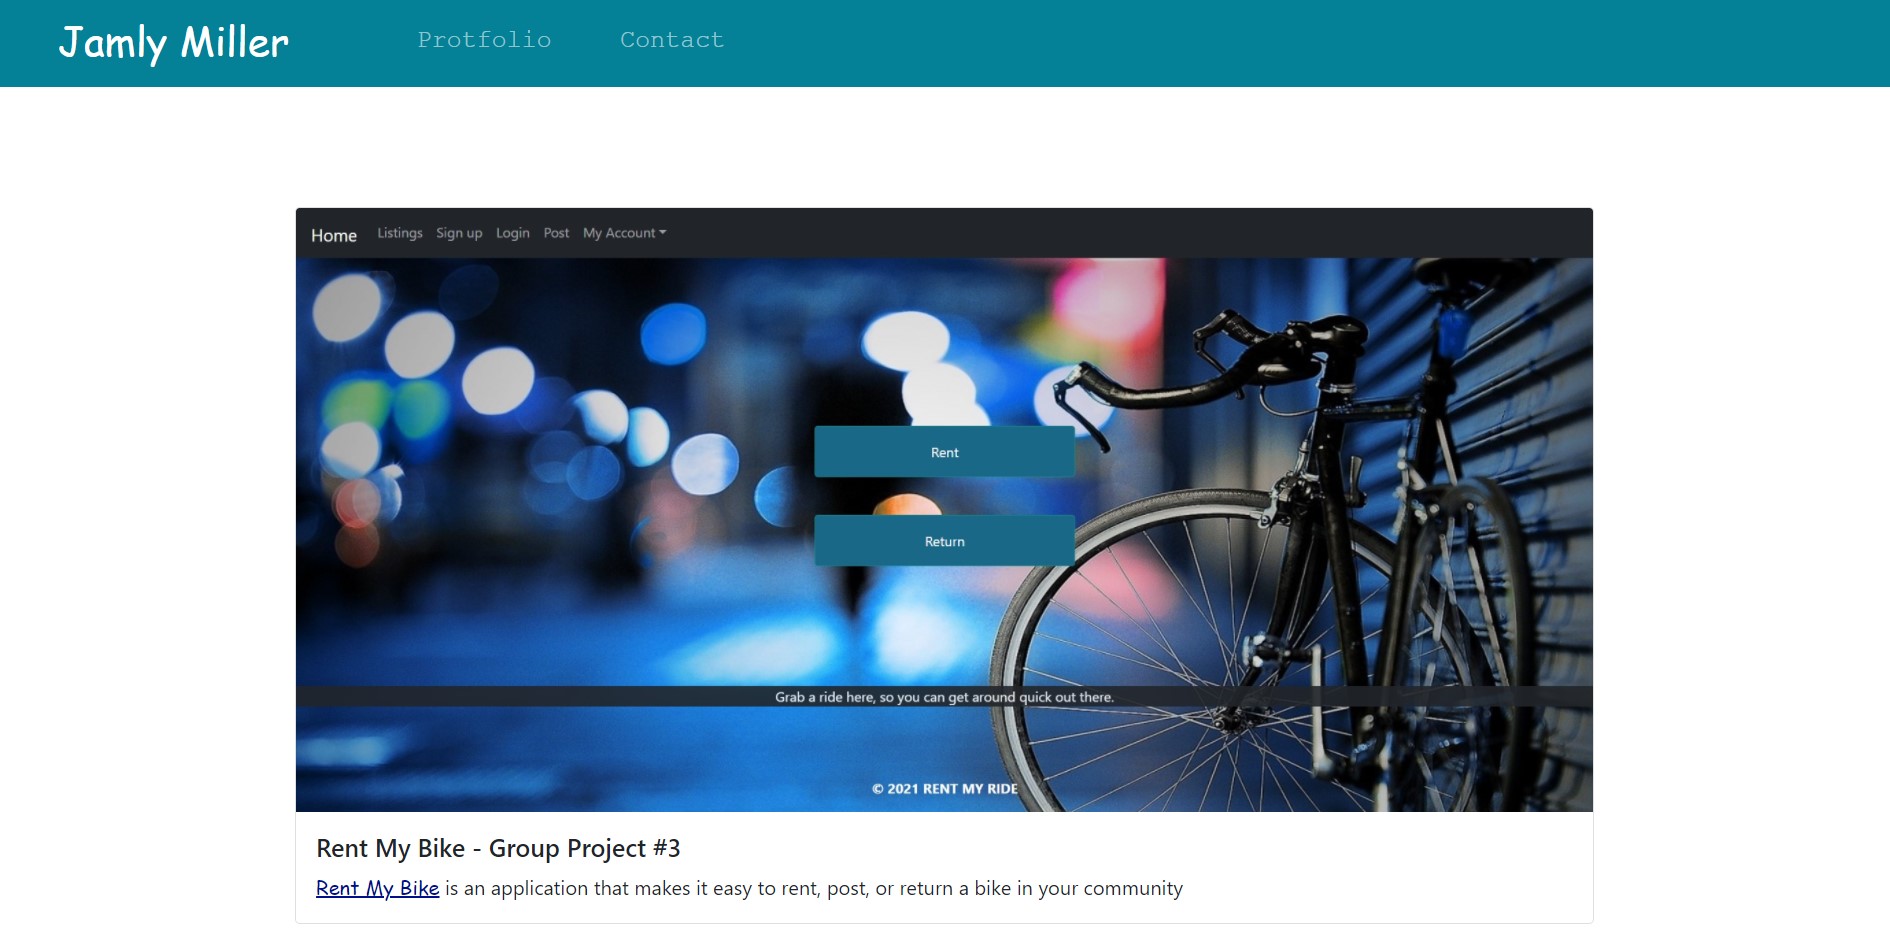 Jamly Miller Protfolio Contact
Home Listings Sign up Login Post My Account
Rent
Return
Grab a ride here, so you can get around quick out there.
© 2021 RENT MY RIDE
Rent My Bike - Group Project #3
Rent My Bike is an application that makes it easy to rent, post, or return a bike in your community